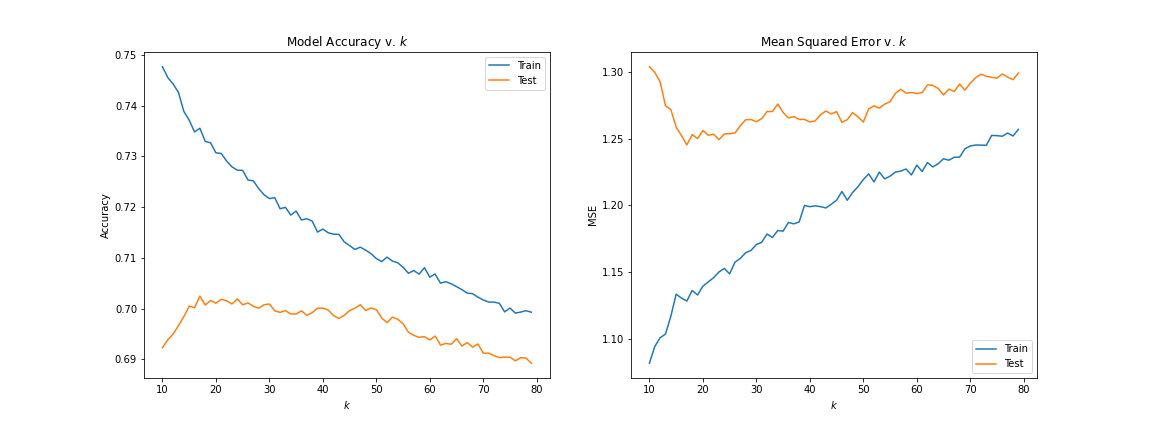 Model Accuracy v. k
Accuracy
0.75
0.74
0.73
0.72
0.71
0.70
0.69
10 20 30 40 50 60 70 80
k
Train
Test
Mean Squared Error v. k
MSE
1.30
1.25
1.20
1.15
1.10
10 20 30 40 50 60 70 80
k
Train
Test